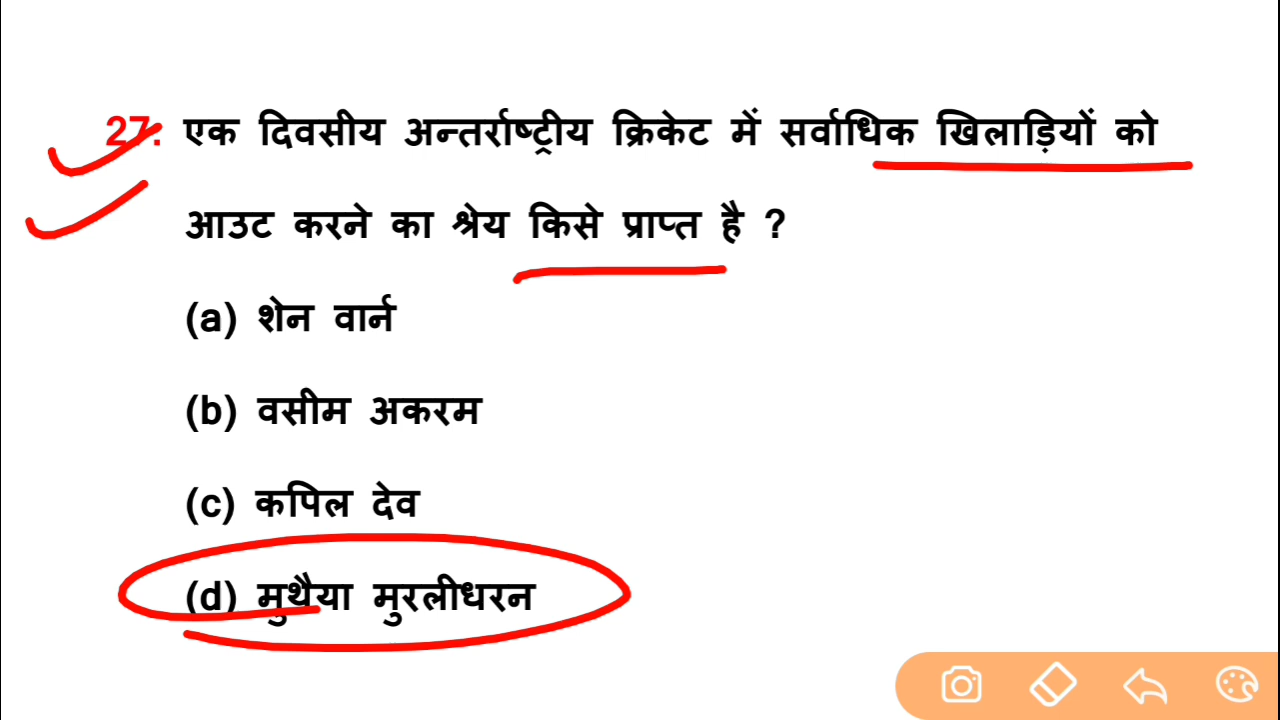 27. एक दिवसीय अन्तर्राष्ट्रीय क्रिकेट में सर्वाधिक खिलाड़ियों को
आउट करने का श्रेय किसे प्राप्त है ?
(a) शेन वार्न
(b) वसीम अकरम
(c) कपिल देव
(d) मुथैया मुरलीधरन